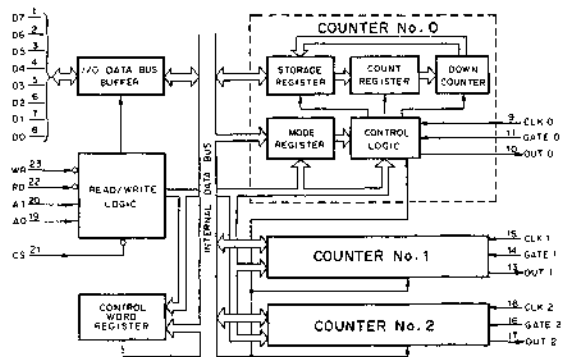 COUNTER No. 0
D7 1
D6 2
D5 3
D4 4
D3 5
D2 6
D1 7
D0 8
I/O DATA BUS
BUFFER
STORAGE
REGISTER
COUNT
REGISTER
DOWN
COUNTER
MODE
REGISTER
CONTROL
LOGIC
9 CLK 0
11 GATE 0
10 OUT 0
WR 23
RD 22
A1 20
A0 19
CS 21
READ/WRITE
LOGIC
INTERNAL DATA BUS
COUNTER No. 1
15 CLK 1
14 GATE 1
13 OUT 1
CONTROL
WORD
REGISTER
COUNTER No. 2
18 CLK 2
16 GATE 2
17 OUT 2